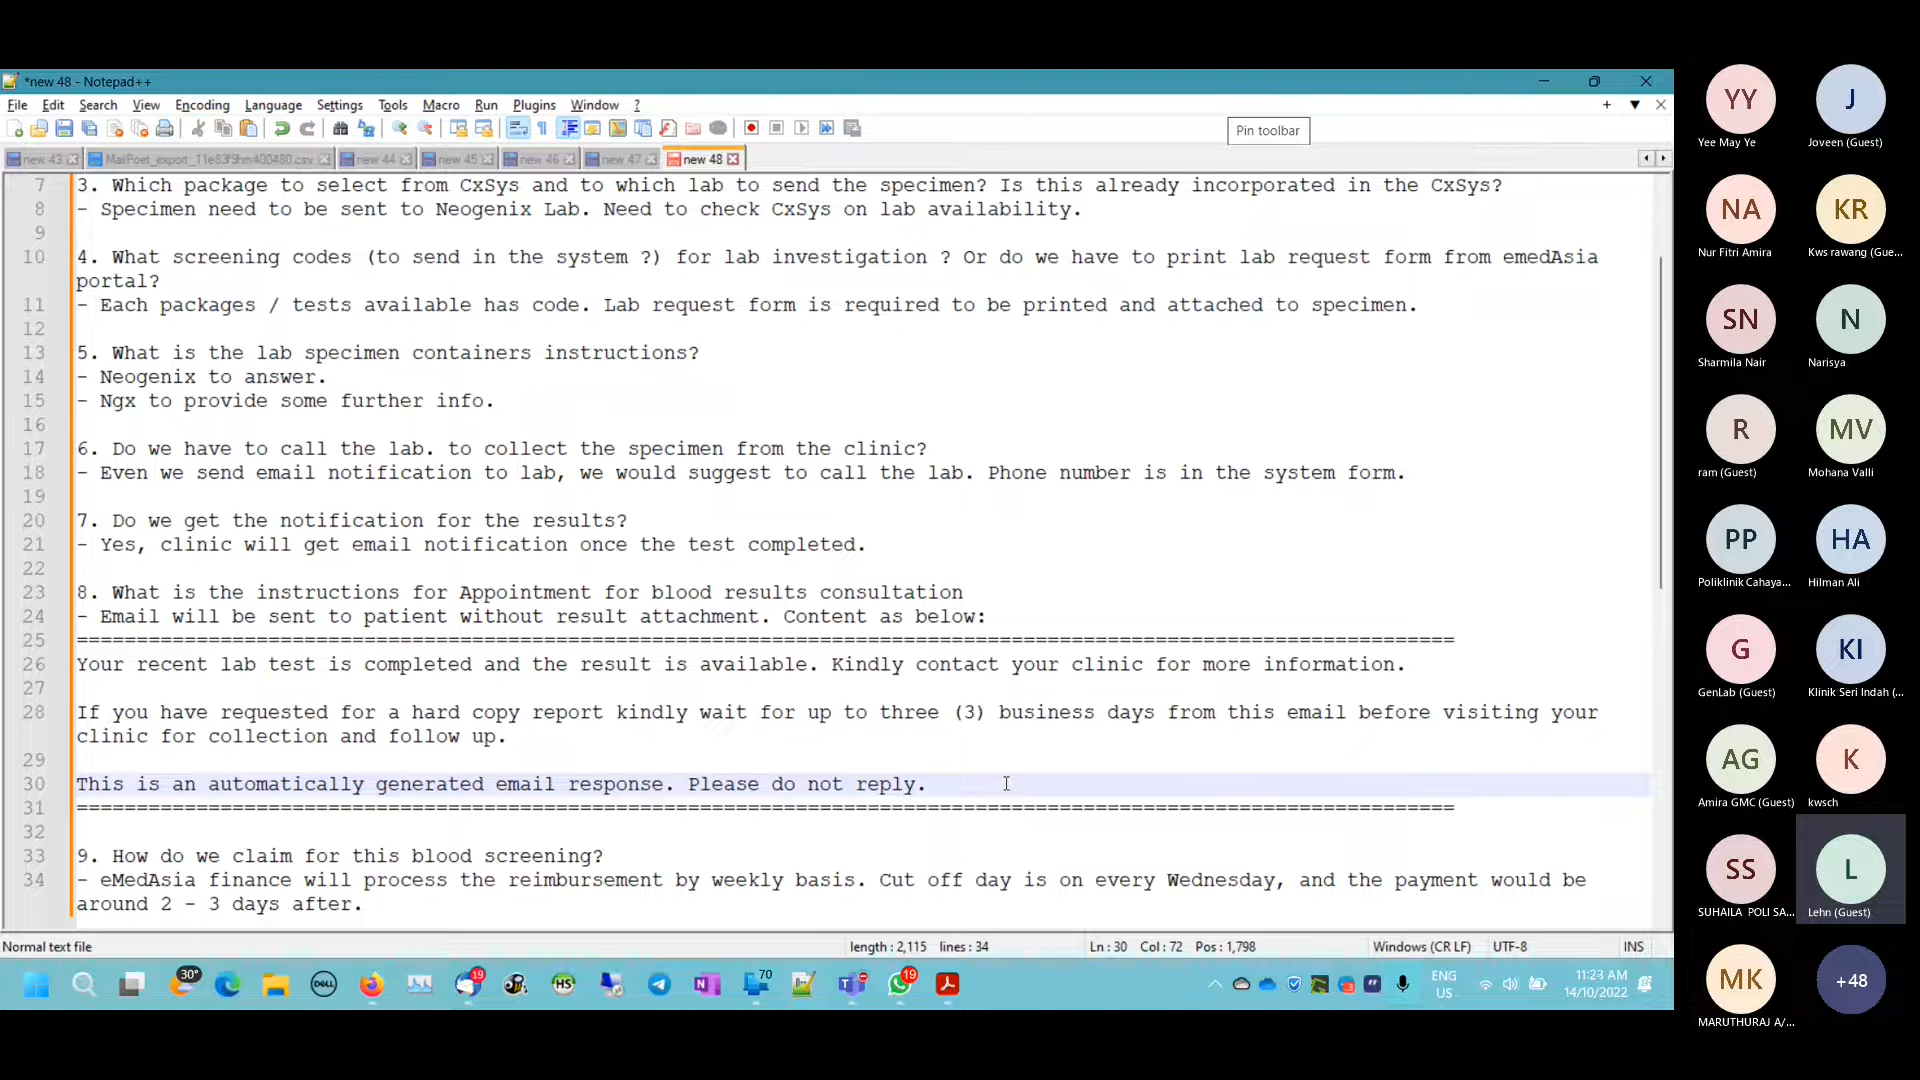 *new 48 - Notepad++
File Edit Search View Encoding Language Settings Tools Macro Run Plugins Window ?
Pin toolbar
new 43 MailPoet_export_11e83f9hm400480.csv new 44 new 45 new 46 new 47 new 48
7 3. Which package to select from CxSys and to which lab to send the specimen? Is this already incorporated in the CxSys?
8 - Specimen need to be sent to Neogenix Lab. Need to check CxSys on lab availability.
9
10 4. What screening codes (to send in the system ?) for lab investigation ? Or do we have to print lab request form from emedAsia
portal?
11 - Each packages / tests available has code. Lab request form is required to be printed and attached to specimen.
12
13 5. What is the lab specimen containers instructions?
14 - Neogenix to answer.
15 - Ngx to provide some further info.
16
17 6. Do we have to call the lab. to collect the specimen from the clinic?
18 - Even we send email notification to lab, we would suggest to call the lab. Phone number is in the system form.
19
20 7. Do we get the notification for the results?
21 - Yes, clinic will get email notification once the test completed.
22
23 8. What is the instructions for Appointment for blood results consultation
24 - Email will be sent to patient without result attachment. Content as below:
25 ===================================================================================================================
26 Your recent lab test is completed and the result is available. Kindly contact your clinic for more information.
27
28 If you have requested for a hard copy report kindly wait for up to three (3) business days from this email before visiting your
clinic for collection and follow up.
29
30 This is an automatically generated email response. Please do not reply.
31 ===================================================================================================================
32
33 9. How do we claim for this blood screening?
34 - eMedAsia finance will process the reimbursement by weekly basis. Cut off day is on every Wednesday, and the payment would be
around 2 - 3 days after.
Normal text file length : 2,115 lines : 34 Ln : 30 Col : 72 Pos : 1,798 Windows (CR LF) UTF-8 INS
30° DELL 19 HS 70 19
ENG
US
11:23 AM
14/10/2022
YY J
Yee May Ye Joveen (Guest)
NA KR
Nur Fitri Amira Kws rawang (Gue...
SN N
Sharmila Nair Narisya
R MV
ram (Guest) Mohana Valli
PP HA
Poliklinik Cahaya... Hilman Ali
G KI
GenLab (Guest) Klinik Seri Indah (...
AG K
Amira GMC (Guest) kwsch
SS L
SUHAILA POLI SA... Lehn (Guest)
MK +48
MARUTHURAJ A/...